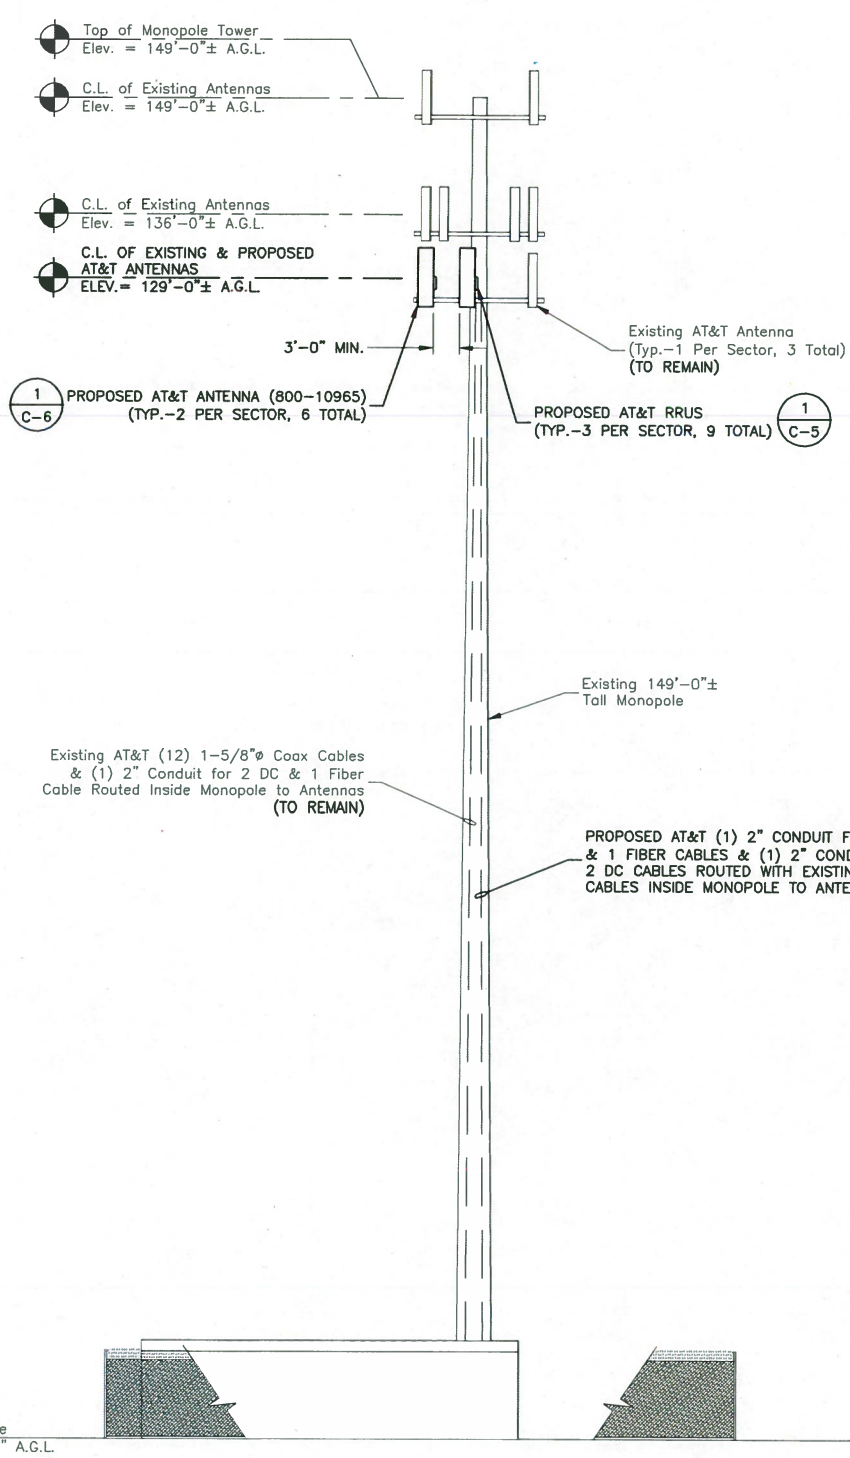 Top of Monopole Tower
Elev. = 149'-0"± A.G.L.
C.L. of Existing Antennas
Elev. = 149'-0"± A.G.L.
C.L. of Existing Antennas
Elev. = 136'-0"± A.G.L.
C.L. OF EXISTING & PROPOSED
AT&T ANTENNAS
ELEV.= 129'-0"± A.G.L.
3'-0" MIN.
Existing AT&T Antenna
(Typ.-1 Per Sector, 3 Total)
(TO REMAIN)
1
C-6
PROPOSED AT&T ANTENNA (800-10965)
(TYP.-2 PER SECTOR, 6 TOTAL)
PROPOSED AT&T RRUS
(TYP.-3 PER SECTOR, 9 TOTAL)
1
C-5
Existing 149'-0"±
Tall Monopole
Existing AT&T (12) 1-5/8"ø Coax Cables
& (1) 2" Conduit for 2 DC & 1 Fiber
Cable Routed Inside Monopole to Antennas
(TO REMAIN)
PROPOSED AT&T (1) 2" CONDUIT F
& 1 FIBER CABLES & (1) 2" COND
2 DC CABLES ROUTED WITH EXISTIN
CABLES INSIDE MONOPOLE TO ANTE
e
" A.G.L.